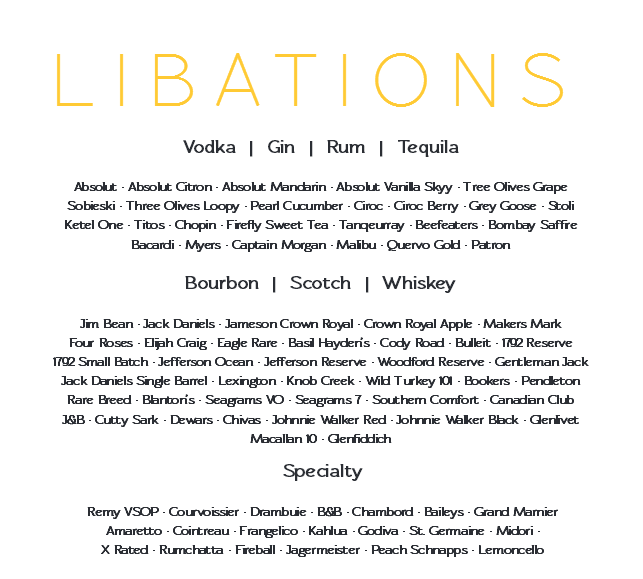 LIBATIONS
Vodka | Gin | Rum | Tequila
Absolut · Absolut Citron · Absolut Mandarin · Absolut Vanilla Skyy · Tree Olives Grape
Sobieski · Three Olives Loopy · Pearl Cucumber · Ciroc · Ciroc Berry · Grey Goose · Stoli
Ketel One · Titos · Chopin · Firefly Sweet Tea · Tanqeurray · Beefeaters · Bombay Saffire
Bacardi · Myers · Captain Morgan · Malibu · Quervo Gold · Patron
Bourbon | Scotch | Whiskey
Jim Bean · Jack Daniels · Jameson Crown Royal · Crown Royal Apple · Makers Mark
Four Roses · Elijah Craig · Eagle Rare · Basil Hayden's · Cody Road · Bulleit · 1792 Reserve
1792 Small Batch · Jefferson Ocean · Jefferson Reserve · Woodford Reserve · Gentleman Jack
Jack Daniels Single Barrel · Lexington · Knob Creek · Wild Turkey 101 · Bookers · Pendleton
Rare Breed · Blanton's · Seagrams VO · Seagrams 7 · Southern Comfort · Canadian Club
J&B · Cutty Sark · Dewars · Chivas · Johnnie Walker Red · Johnnie Walker Black · Glenlivet
Macallan 10 · Glenfiddich
Specialty
Remy VSOP · Courvoissier · Drambuie · B&B · Chambord · Baileys · Grand Marnier
Amaretto · Cointreau · Frangelico · Kahlua · Godiva · St. Germaine · Midori ·
X Rated · Rumchatta · Fireball · Jagermeister · Peach Schnapps · Lemoncello